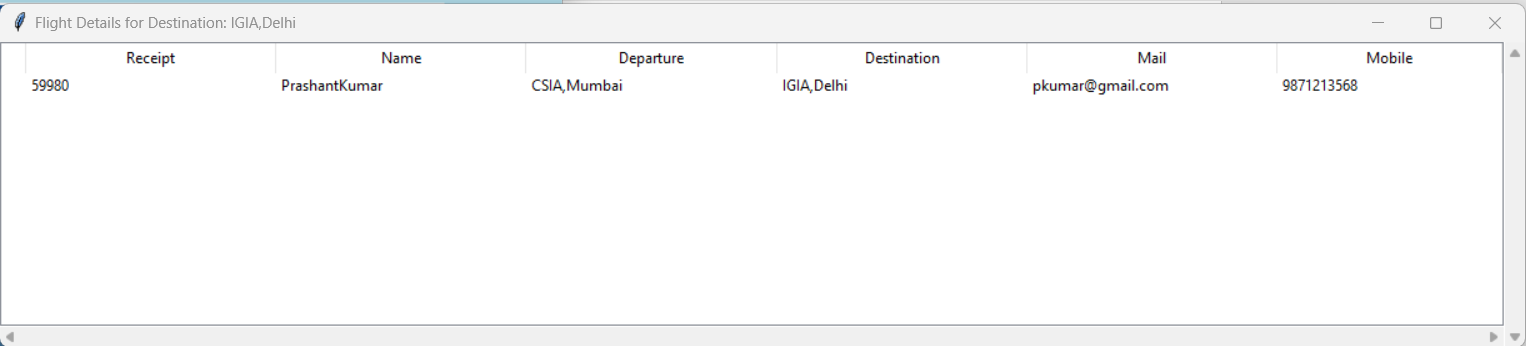 Flight Details for Destination: IGIA,Delhi
Receipt Name Departure Destination Mail Mobile
59980 PrashantKumar CSIA,Mumbai IGIA,Delhi pkumar@gmail.com 9871213568